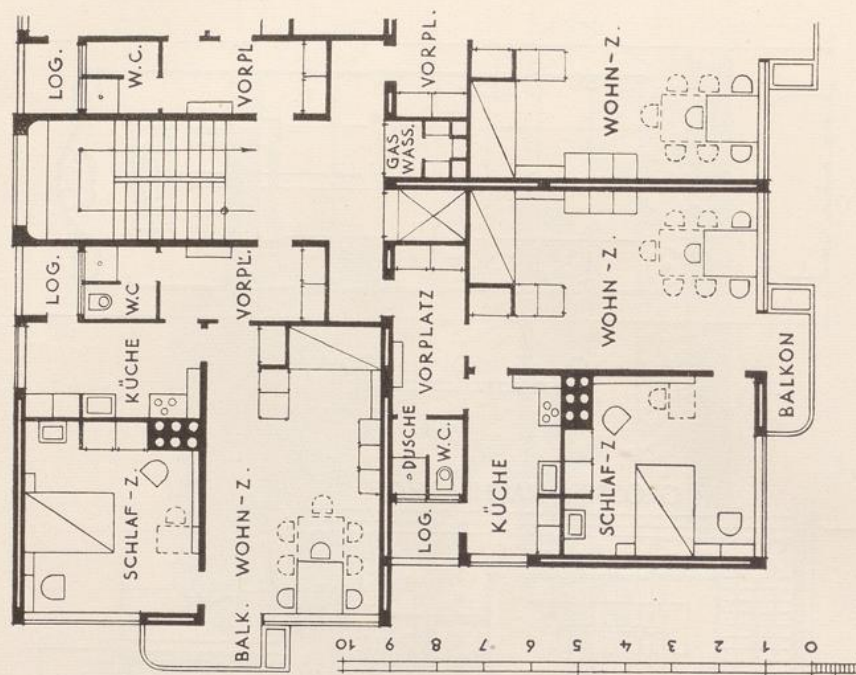 LOG.
W.C.
VORPL.
VORPL.
WOHN-Z.
GAS
WASS.
LOG.
W.C
VORPL.
KÜCHE
SCHLAF-Z.
WOHN-Z.
BALK.
VORPLATZ
WOHN-Z.
BALKON
DUSCHE
W.C.
LOG.
KÜCHE
SCHLAF-Z
10 9 8 7 6 5 4 3 2 1 0